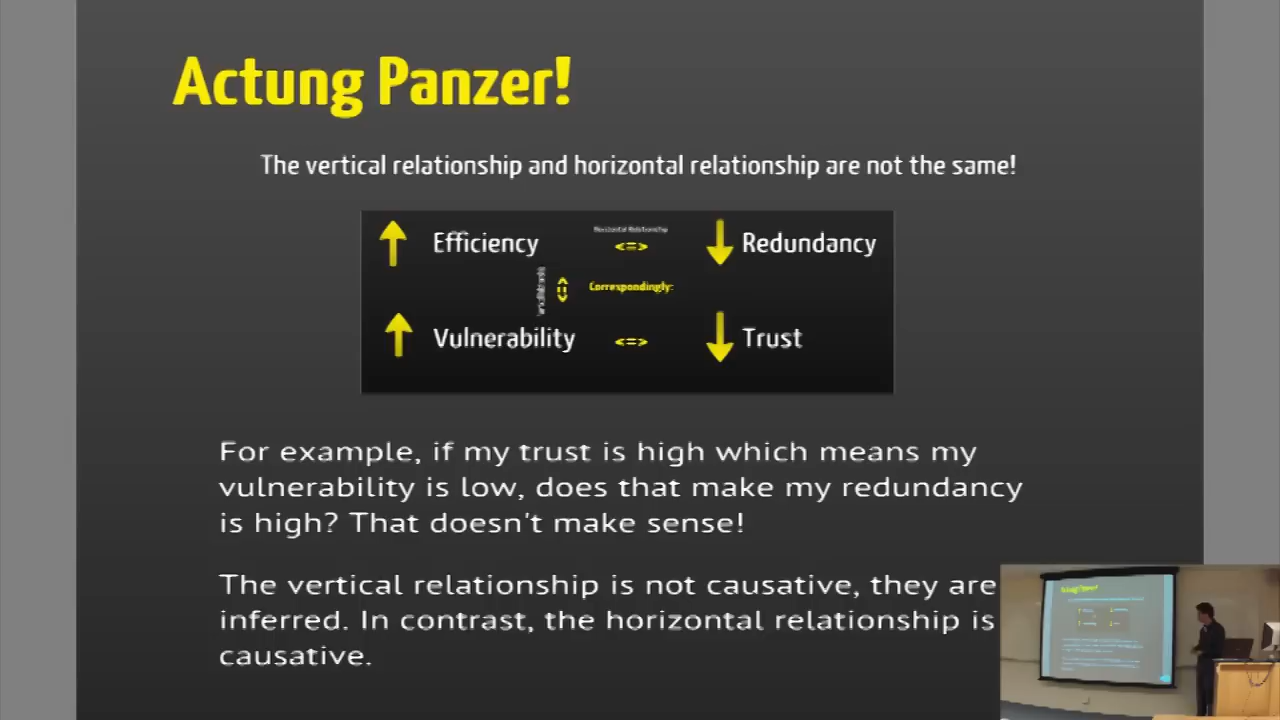 Actung Panzer!
The vertical relationship and horizontal relationship are not the same!
Efficiency
Horizontal Relationship
<=>
Redundancy
<=>
Correspondingly:
Vulnerability
<=>
Trust
For example, if my trust is high which means my
vulnerability is low, does that make my redundancy
is high? That doesn't make sense!
The vertical relationship is not causative, they are
inferred. In contrast, the horizontal relationship is
causative.